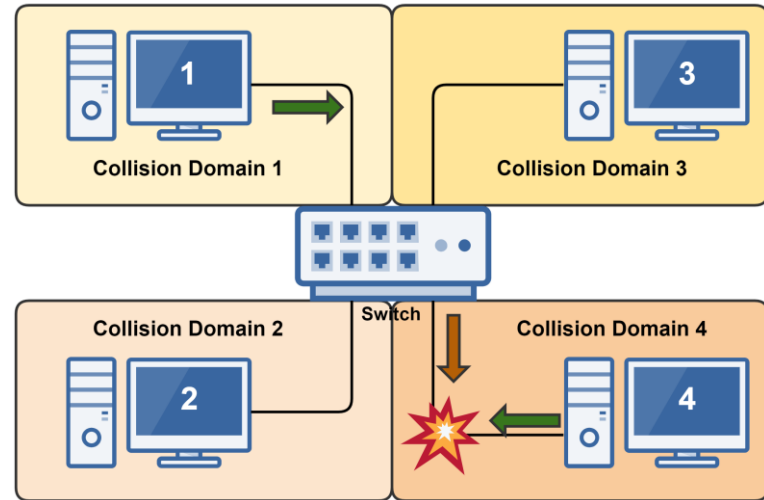 1
3
Collision Domain 1
Collision Domain 3
Switch
Collision Domain 2
Collision Domain 4
2
4